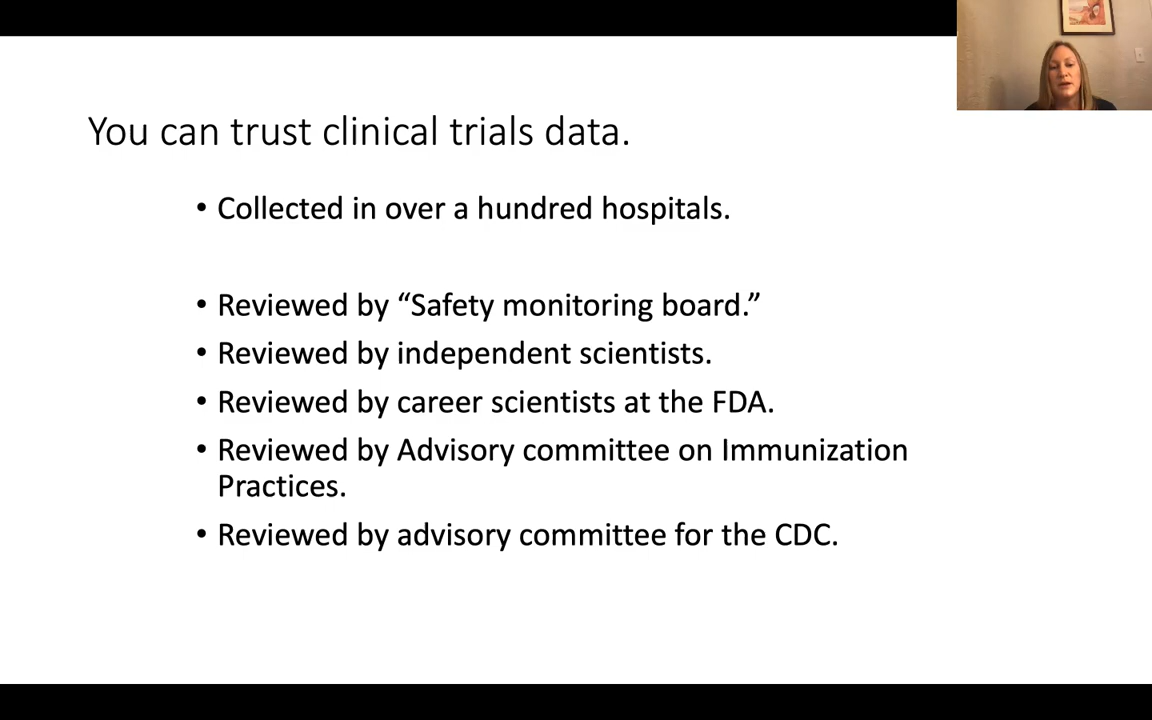 You can trust clinical trials data.
• Collected in over a hundred hospitals.
• Reviewed by “Safety monitoring board.”
• Reviewed by independent scientists.
• Reviewed by career scientists at the FDA.
• Reviewed by Advisory committee on Immunization
Practices.
• Reviewed by advisory committee for the CDC.